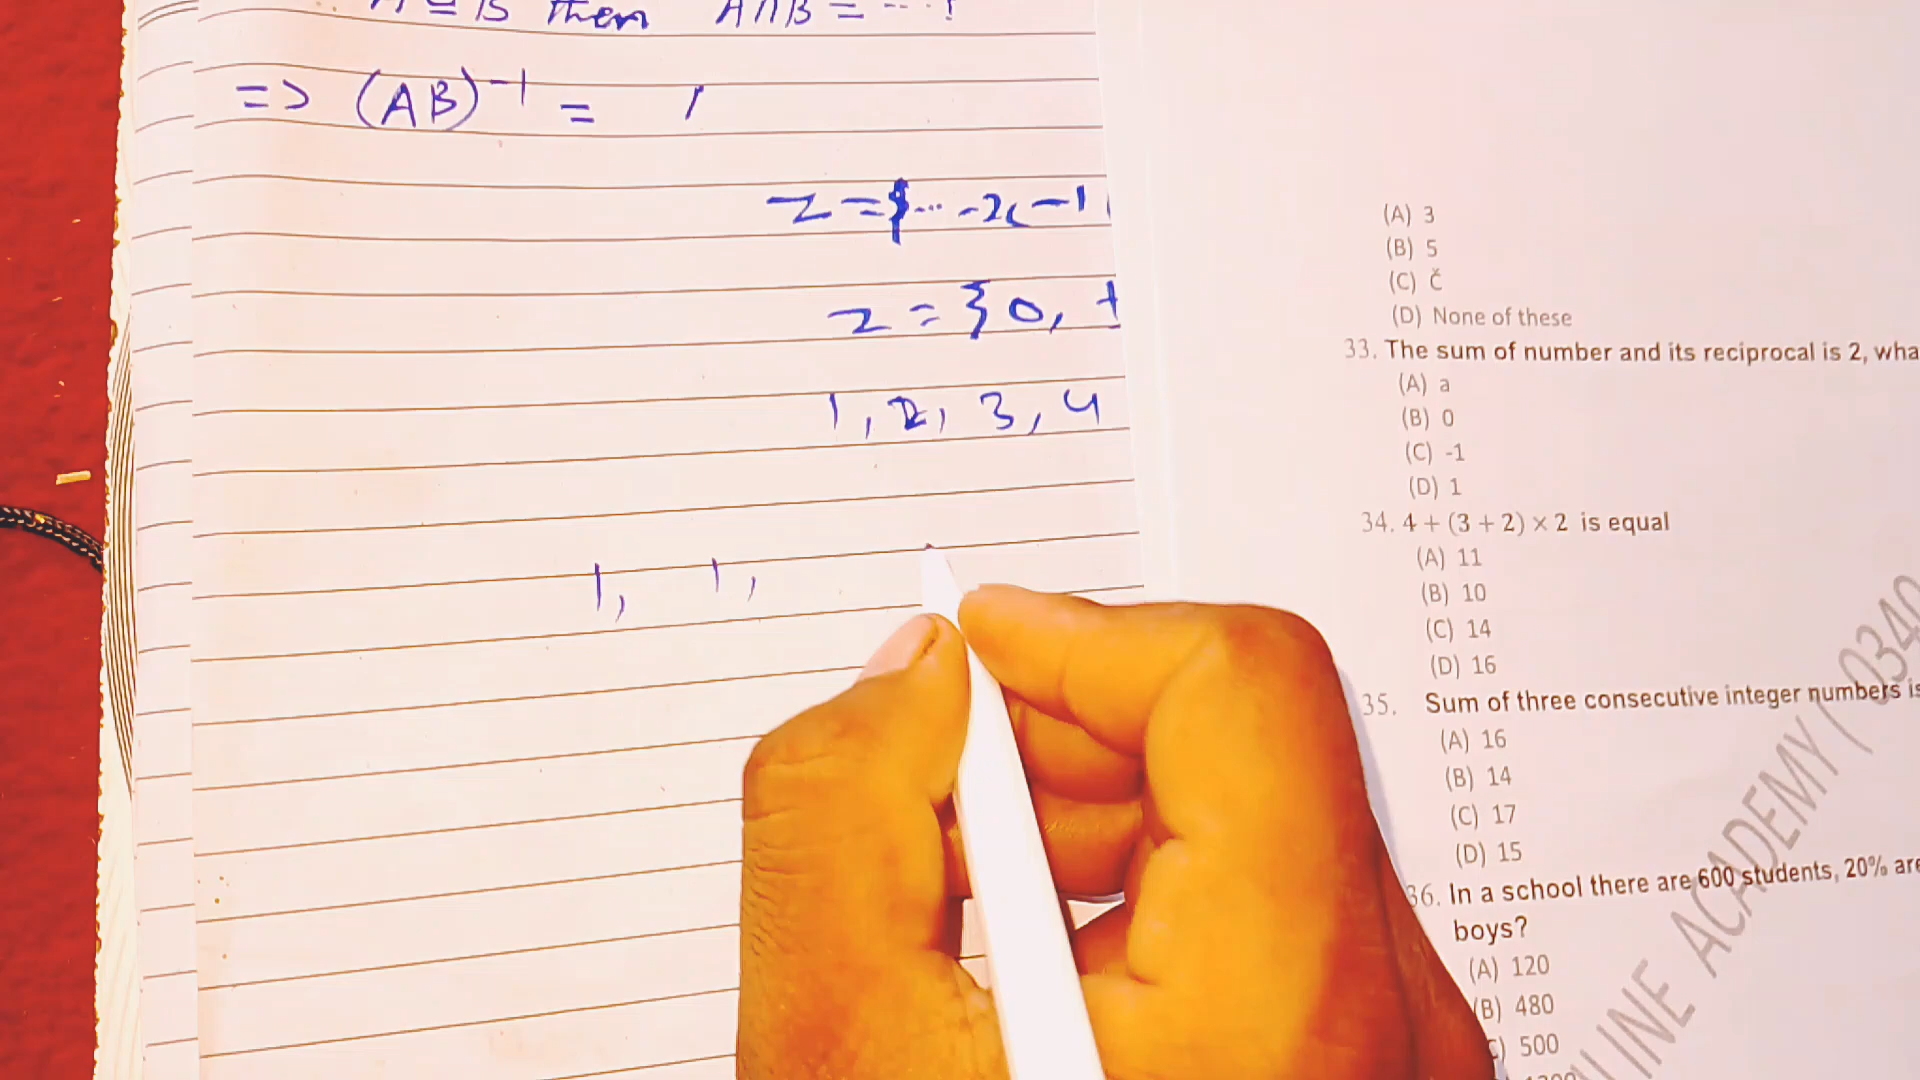 A ⊆ B then A∩B = ... !
=> (AB)⁻¹ = /
Z = {... -2, -1,
Z = { 0, +
1, 2, 3, 4
1, 1,
(A) 3
(B) 5
(C) č
(D) None of these
33. The sum of number and its reciprocal is 2, wha
(A) a
(B) 0
(C) -1
(D) 1
34. 4 + (3 + 2) × 2 is equal
(A) 11
(B) 10
(C) 14
(D) 16
35. Sum of three consecutive integer numbers is
(A) 16
(B) 14
(C) 17
(D) 15
36. In a school there are 600 students, 20% are
boys?
(A) 120
(B) 480
) 500
LINE ACADEMY ( 0340